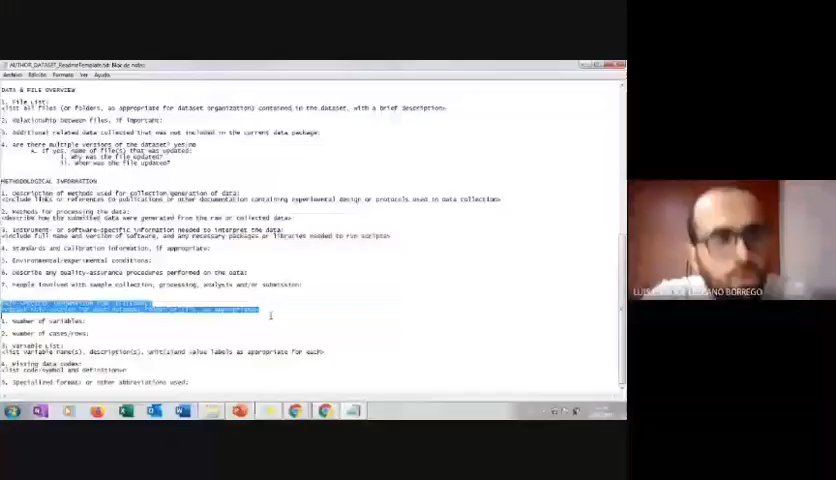 AUTHOR_DATASET_ReadmeTemplate.txt: Bloc de notas
Archivo Edición Formato Ver Ayuda
DATA & FILE OVERVIEW
1. File List:
<list all files (or folders, as appropriate for dataset organization) contained in the dataset, with a brief description>
2. Relationship between files, if important:
3. Additional related data collected that was not included in the current data package:
4. Are there multiple versions of the dataset? yes/no
A. If yes, name of file(s) that was updated:
i. Why was the file updated?
ii. When was the file updated?
METHODOLOGICAL INFORMATION
1. Description of methods used for collection/generation of data:
<include links or references to publications or other documentation containing experimental design or protocols used in data collection>
2. Methods for processing the data:
<describe how the submitted data were generated from the raw or collected data>
3. Instrument- or software-specific information needed to interpret the data:
<include full name and version of software, and any necessary packages or libraries needed to run scripts>
4. Standards and calibration information, if appropriate:
5. Environmental/experimental conditions:
6. Describe any quality-assurance procedures performed on the data:
7. People involved with sample collection, processing, analysis and/or submission:
1. Number of variables:
2. Number of cases/rows:
3. Variable List:
<list variable name(s), description(s), unit(s)and value labels as appropriate for each>
4. Missing data codes:
<list code/symbol and definition>
5. Specialized formats or other abbreviations used:
LUIS BORREGO